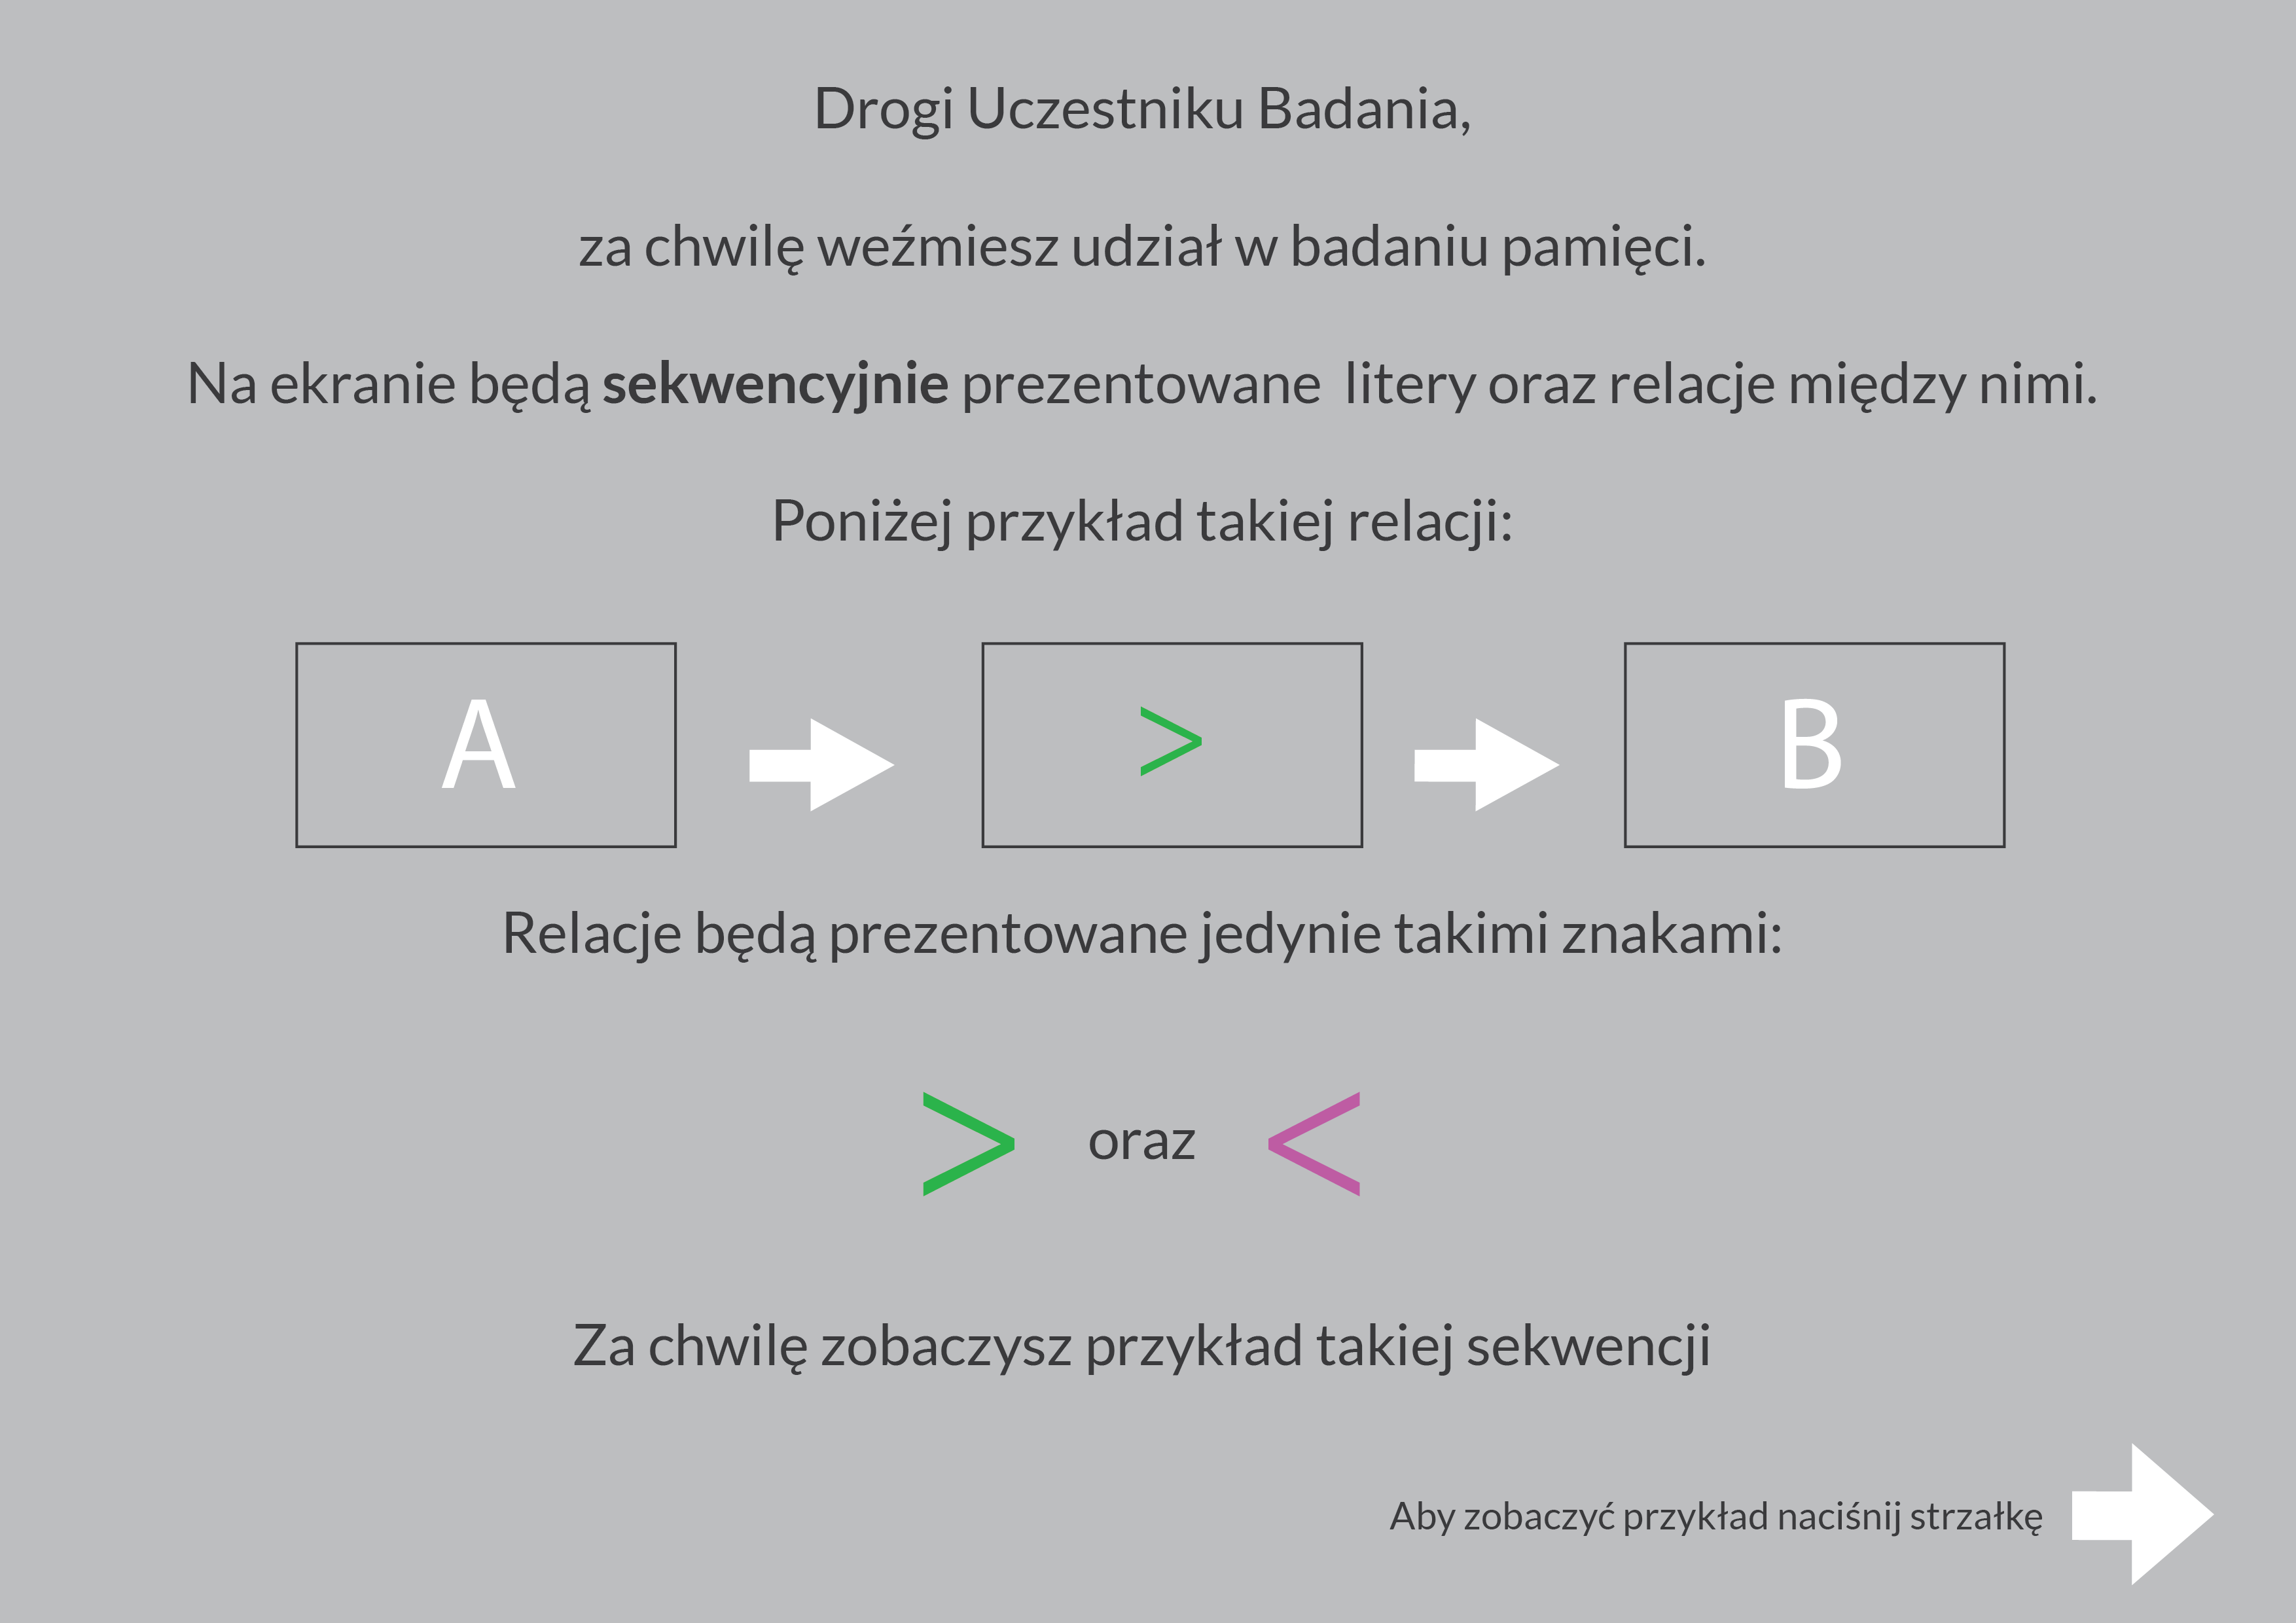 Drogi Uczestniku Badania,
za chwilę weźmiesz udział w badaniu pamięci.
Na ekranie będą sekwencyjnie prezentowane litery oraz relacje między nimi.
Poniżej przykład takiej relacji:
A > B
Relacje będą prezentowane jedynie takimi znakami:
> oraz <
Za chwilę zobaczysz przykład takiej sekwencji
Aby zobaczyć przykład naciśnij strzałkę